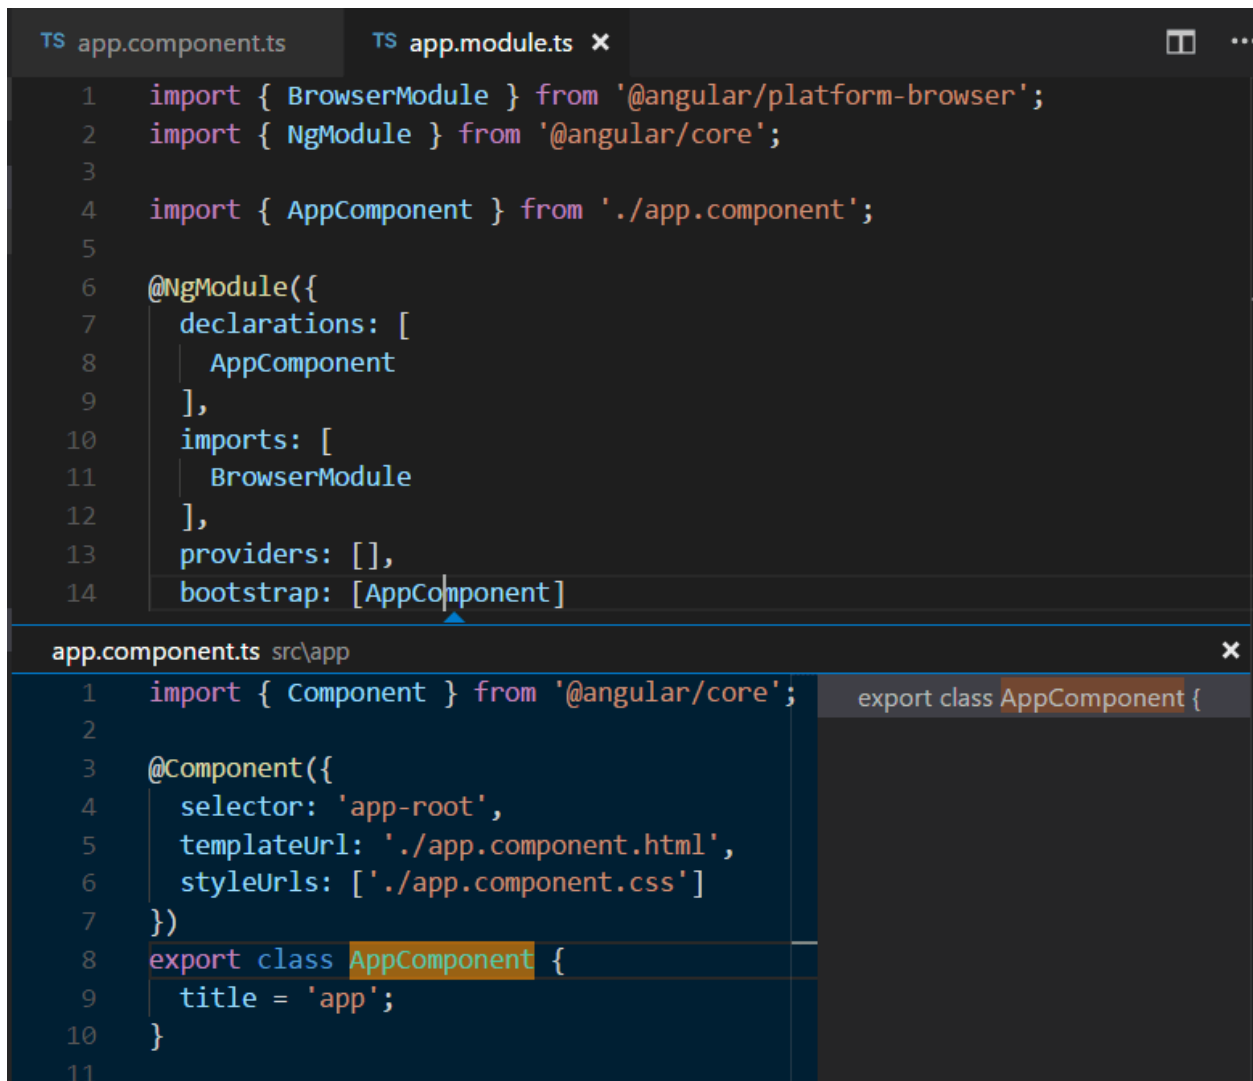 TS app.component.ts TS app.module.ts ×
1 import { BrowserModule } from '@angular/platform-browser';
2 import { NgModule } from '@angular/core';
3
4 import { AppComponent } from './app.component';
5
6 @NgModule({
7   declarations: [
8     AppComponent
9   ],
10   imports: [
11     BrowserModule
12   ],
13   providers: [],
14   bootstrap: [AppComponent]
app.component.ts src\app ×
1 import { Component } from '@angular/core';
2
3 @Component({
4   selector: 'app-root',
5   templateUrl: './app.component.html',
6   styleUrls: ['./app.component.css']
7 })
8 export class AppComponent {
9   title = 'app';
10 }
11
export class AppComponent {